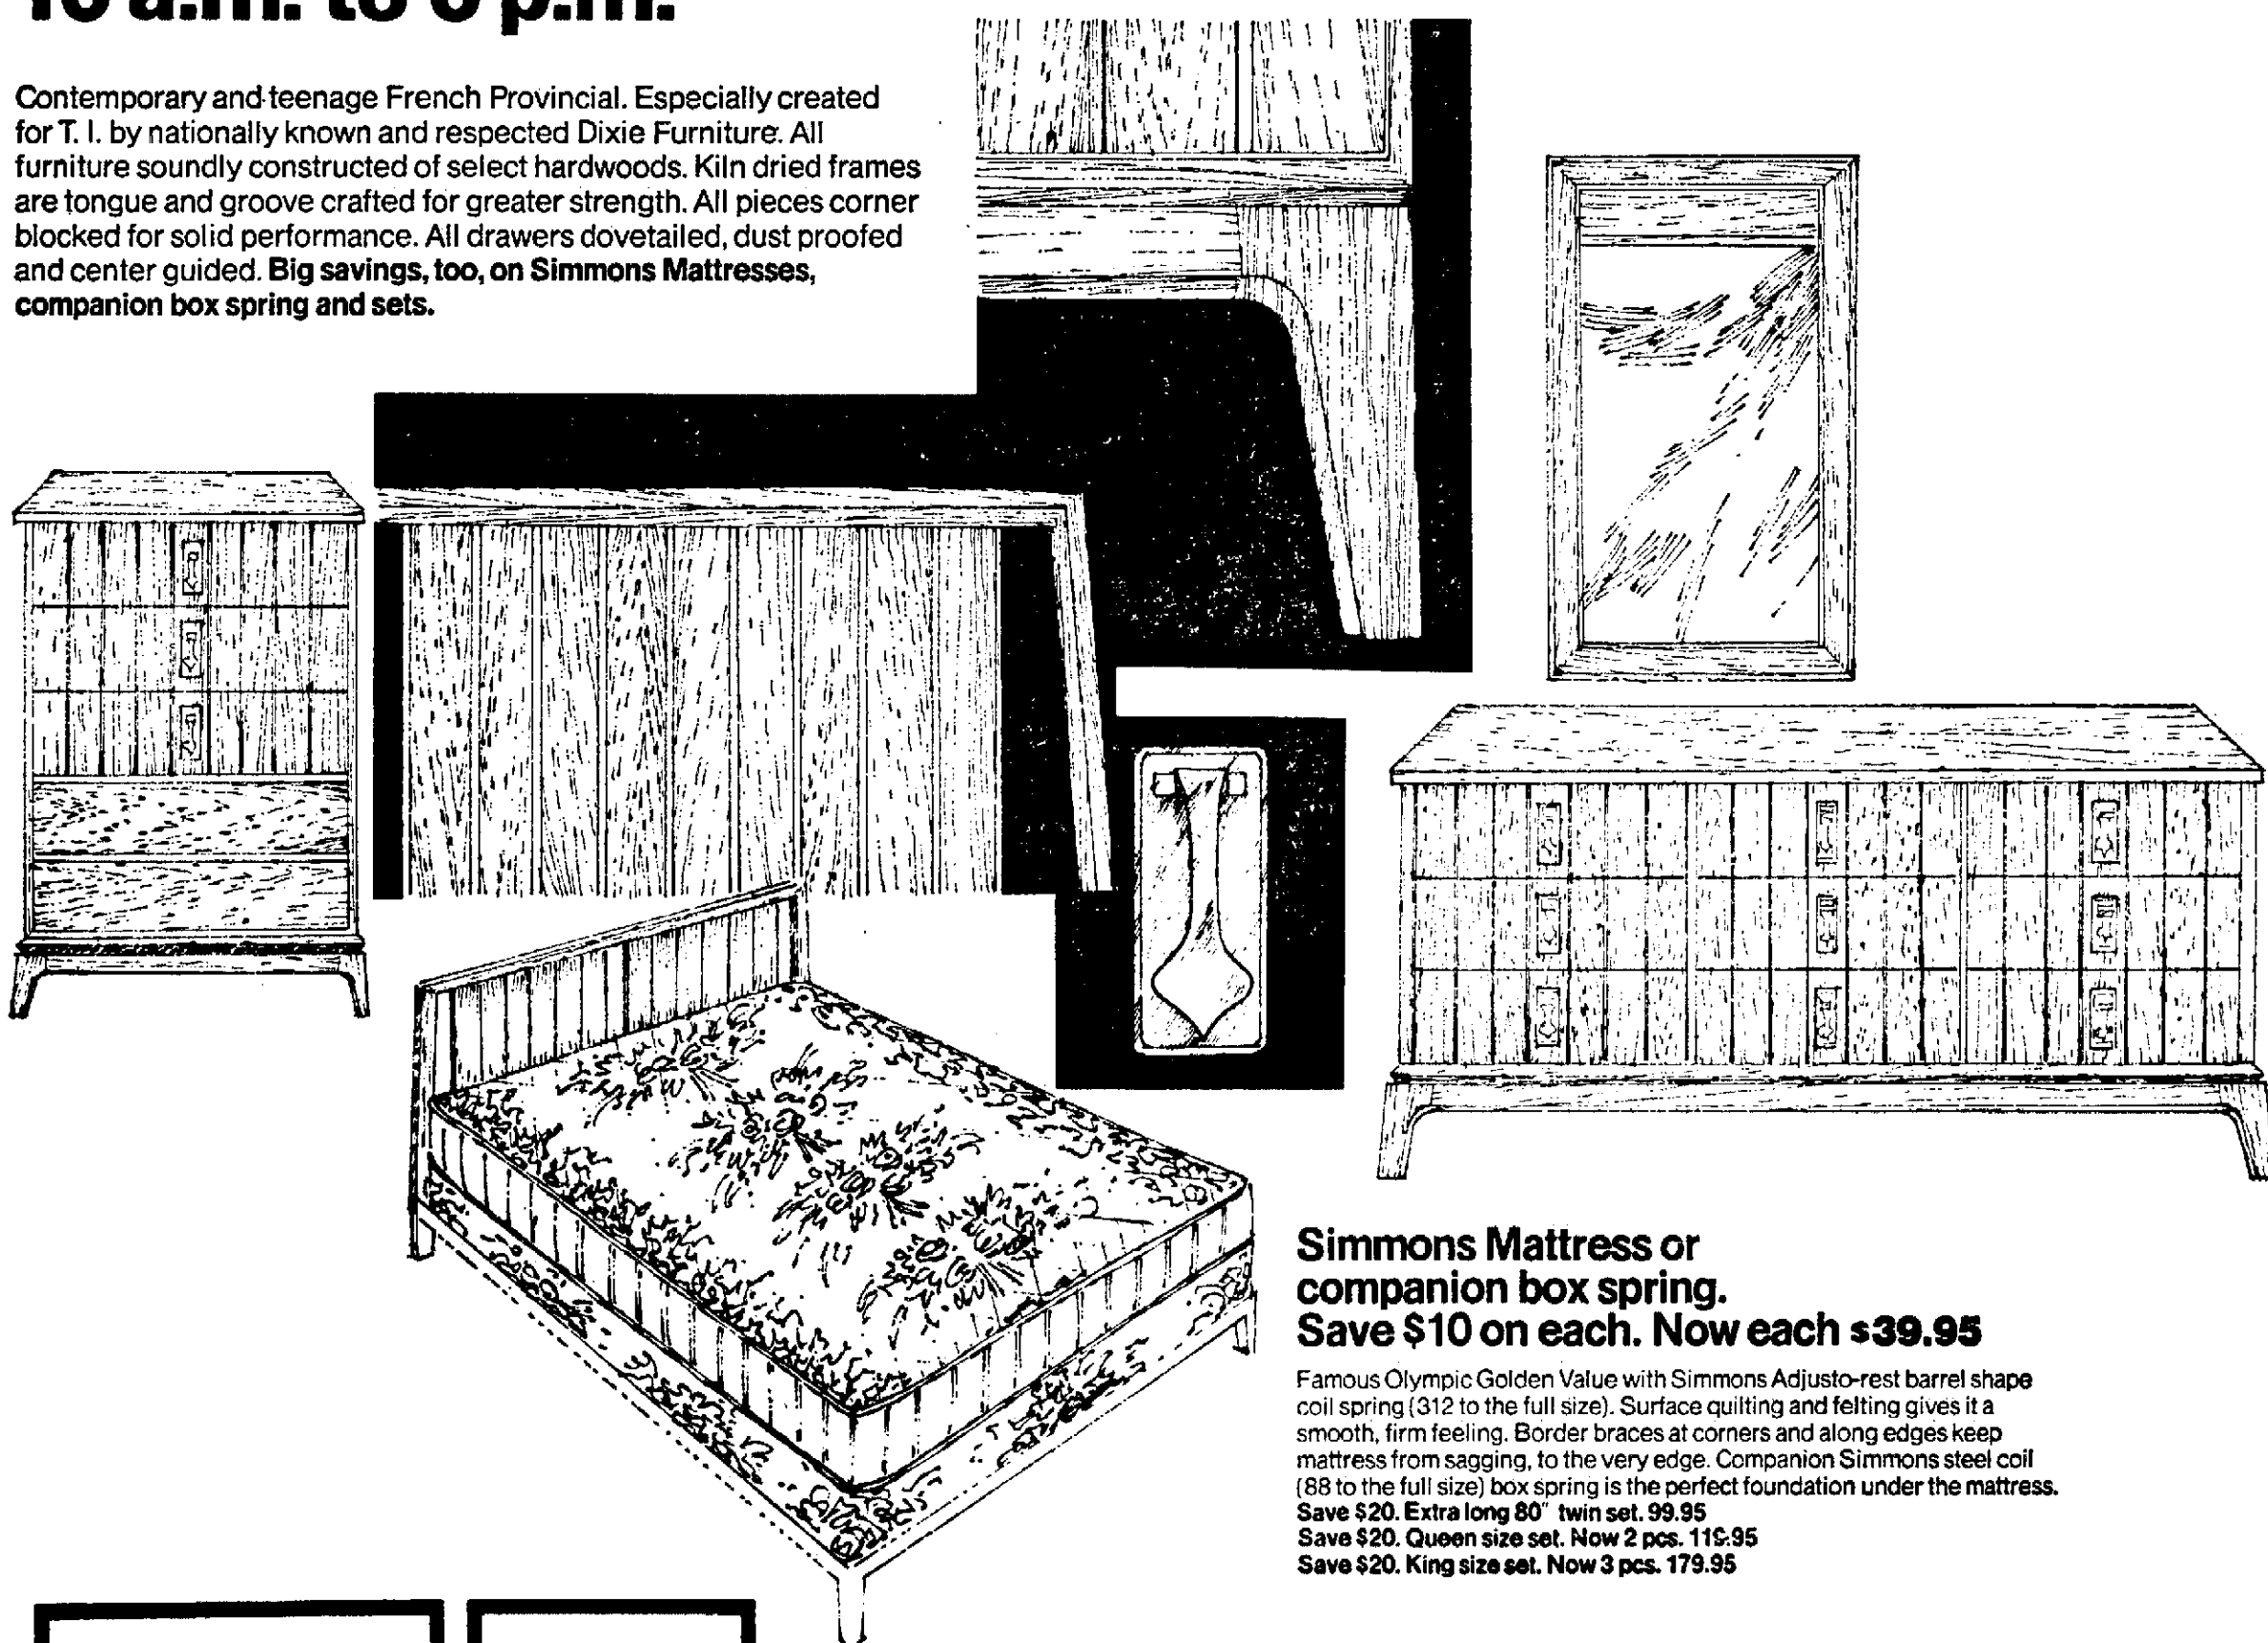 10 a.m. to 6 p.m.
Contemporary and teenage French Provincial. Especially created
for T. I. by nationally known and respected Dixie Furniture. All
furniture soundly constructed of select hardwoods. Kiln dried frames
are tongue and groove crafted for greater strength. All pieces corner
blocked for solid performance. All drawers dovetailed, dust proofed
and center guided. Big savings, too, on Simmons Mattresses,
companion box spring and sets.
Simmons Mattress or
companion box spring.
Save $10 on each. Now each $39.95
Famous Olympic Golden Value with Simmons Adjusto-rest barrel shape
coil spring (312 to the full size). Surface quilting and felting gives it a
smooth, firm feeling. Border braces at corners and along edges keep
mattress from sagging, to the very edge. Companion Simmons steel coil
(88 to the full size) box spring is the perfect foundation under the mattress.
Save $20. Extra long 80" twin set. 99.95
Save $20. Queen size set. Now 2 pcs. 119.95
Save $20. King size set. Now 3 pcs. 179.95